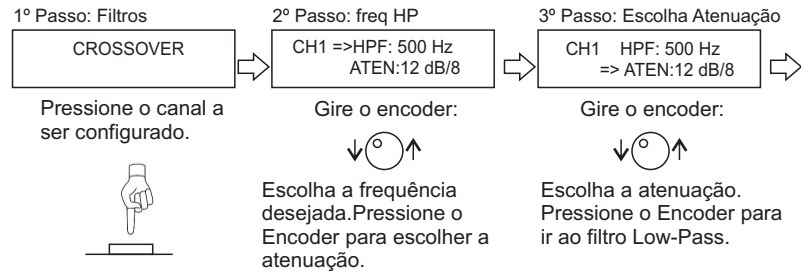 1º Passo: Filtros
CROSSOVER
Pressione o canal a
ser configurado.
2º Passo: freq HP
CH1 =>HPF: 500 Hz
ATEN:12 dB/8
Gire o encoder:
Escolha a frequência
desejada.Pressione o
Encoder para escolher a
atenuação.
3º Passo: Escolha Atenuação
CH1 HPF: 500 Hz
=> ATEN:12 dB/8
Gire o encoder:
Escolha a atenuação.
Pressione o Encoder para
ir ao filtro Low-Pass.